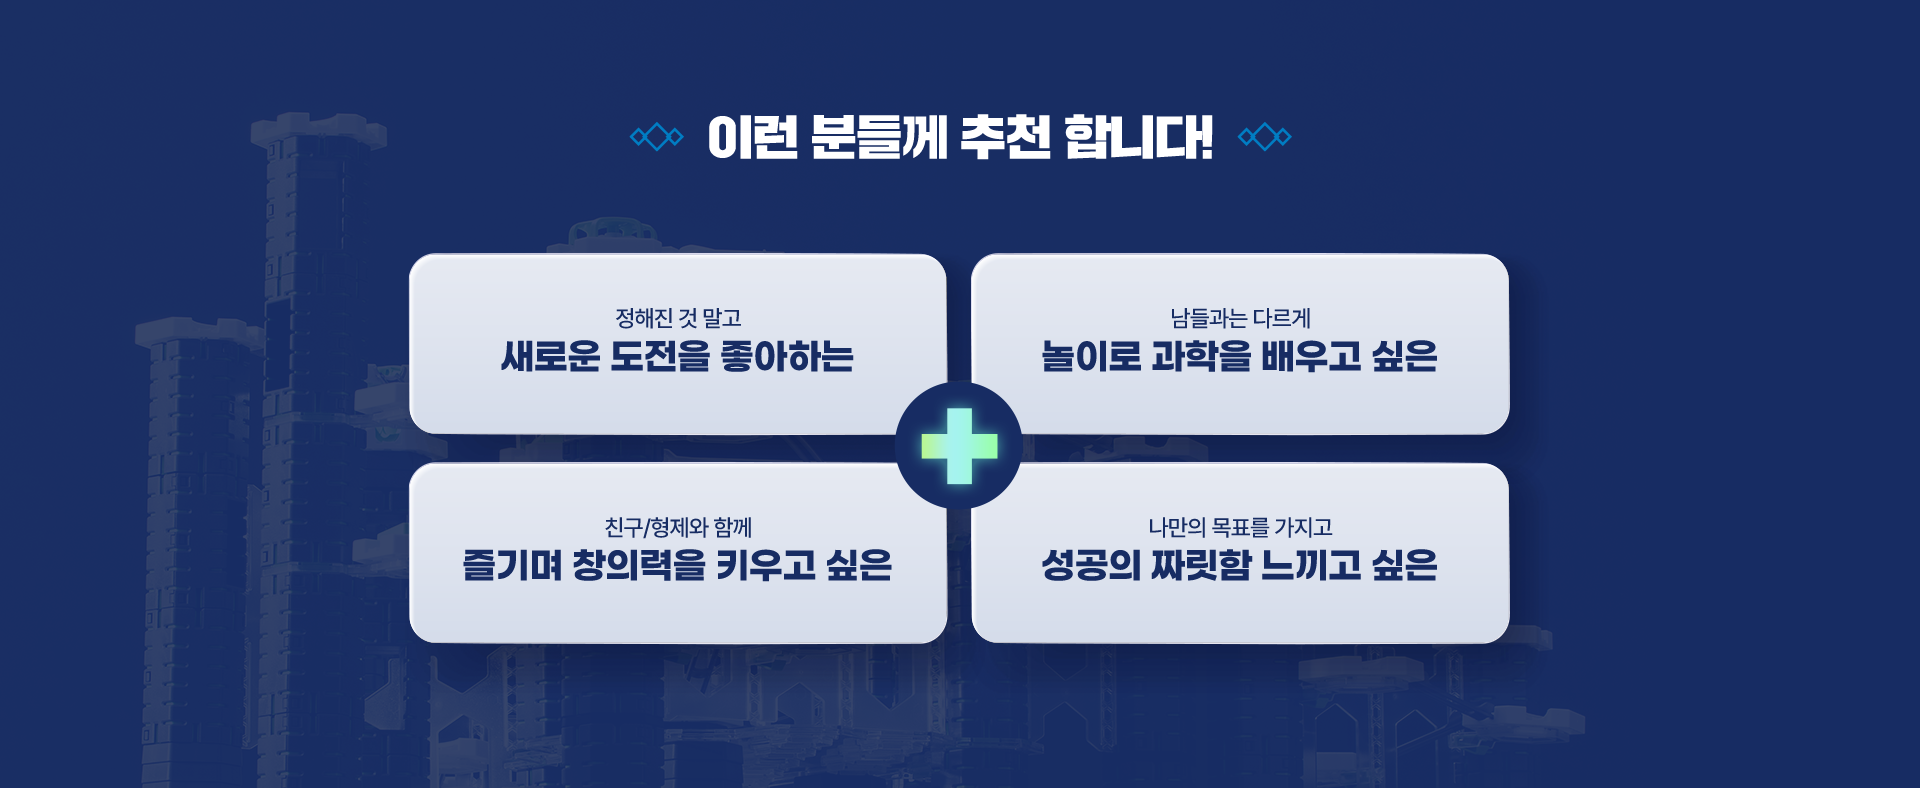 이런 분들께 추천 합니다!
정해진 것 말고
새로운 도전을 좋아하는
남들과는 다르게
놀이로 과학을 배우고 싶은
친구/형제와 함께
즐기며 창의력을 키우고 싶은
나만의 목표를 가지고
성공의 짜릿함 느끼고 싶은